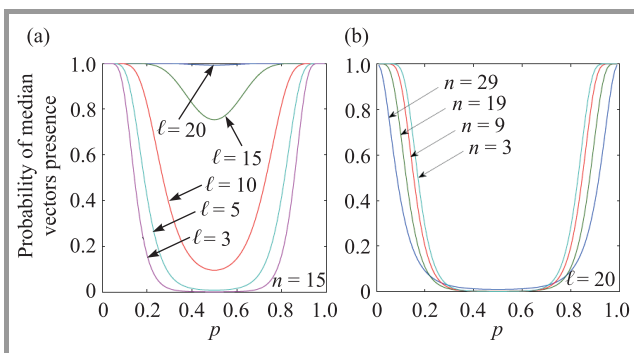 (a)
Probability of median
vectors presence
1.0
0.8
0.6
0.4
0.2
0
ℓ = 20
ℓ = 15
ℓ = 10
ℓ = 5
ℓ = 3
n = 15
0 0.2 0.4 0.6 0.8 1.0
p
(b)
1.0
0.8
0.6
0.4
0.2
0
n = 29
n = 19
n = 9
n = 3
ℓ = 20
0 0.2 0.4 0.6 0.8 1.0
p